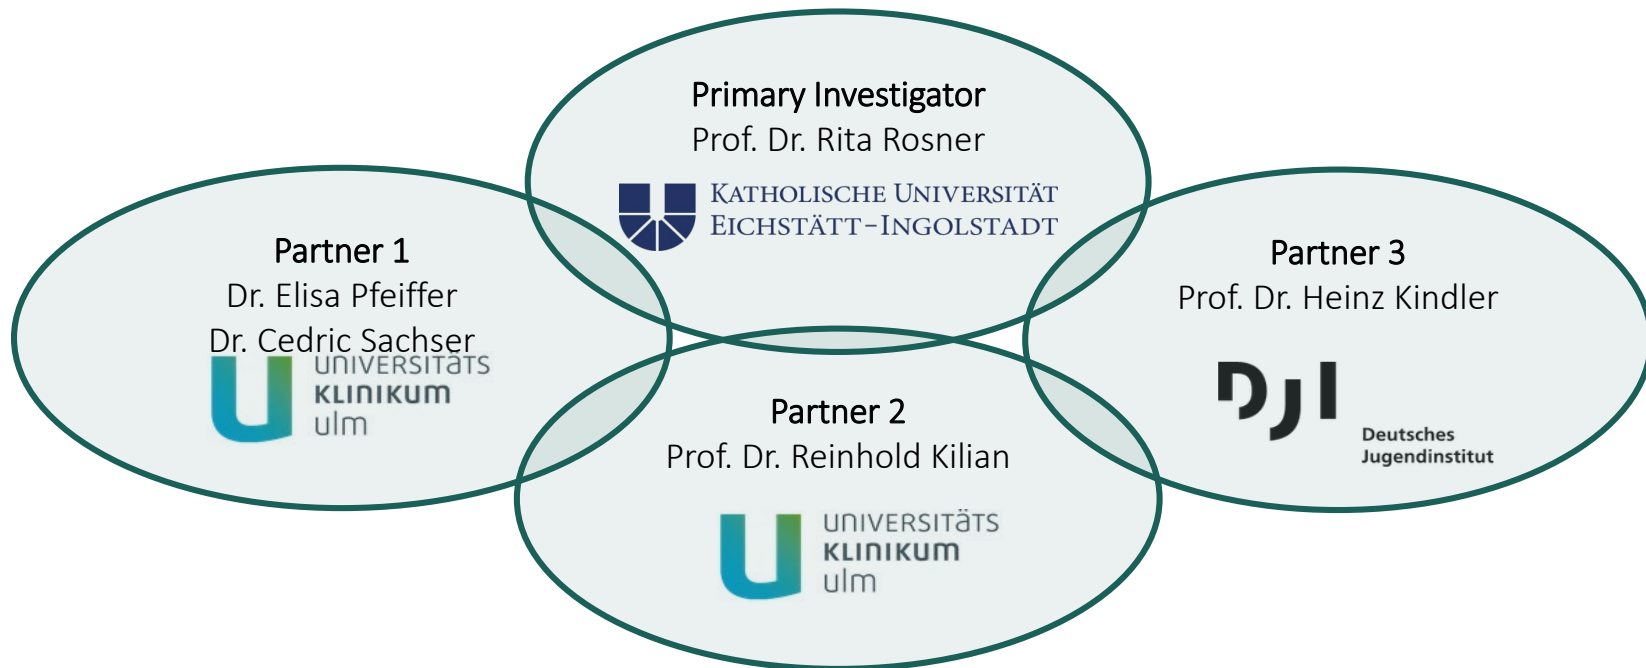 Primary Investigator
Prof. Dr. Rita Rosner
KATHOLISCHE UNIVERSITÄT
EICHSTÄTT-INGOLSTADT
Partner 1
Dr. Elisa Pfeiffer
Dr. Cedric Sachser
UNIVERSITÄTS
KLINIKUM
ulm
Partner 2
Prof. Dr. Reinhold Kilian
UNIVERSITÄTS
KLINIKUM
ulm
Partner 3
Prof. Dr. Heinz Kindler
DJI
Deutsches
Jugendinstitut